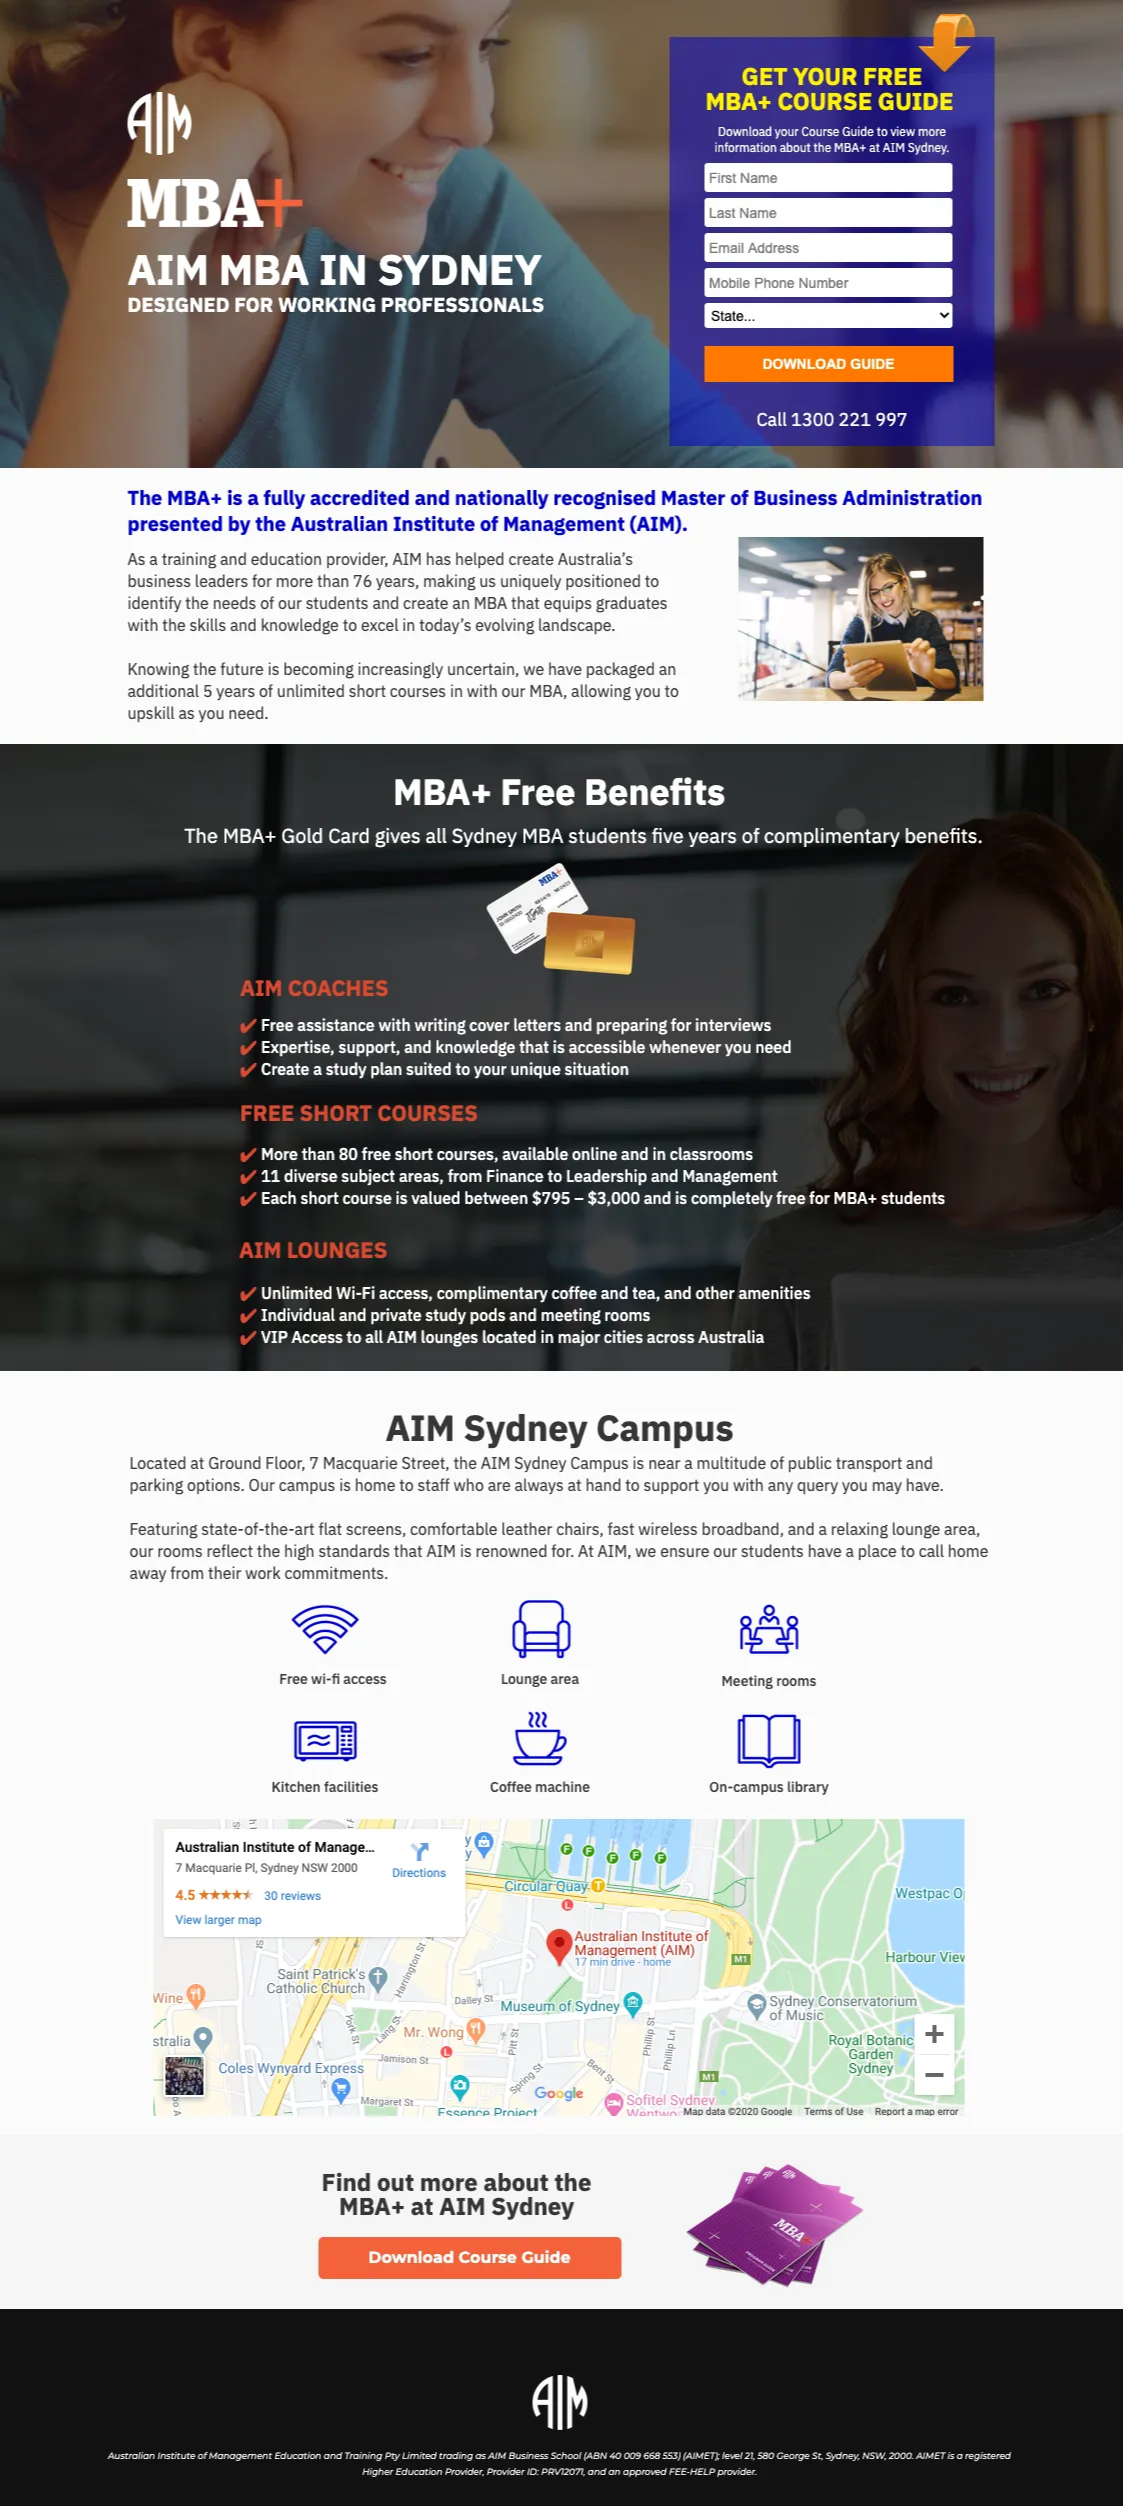 GET YOUR FREE
MBA+ COURSE GUIDE
Download your Course Guide to view more
information about the MBA+ at AIM Sydney.
First Name
Last Name
Email Address
Mobile Phone Number
State...
DOWNLOAD GUIDE
Call 1300 221 997
AIM
MBA+
AIM MBA IN SYDNEY
DESIGNED FOR WORKING PROFESSIONALS
The MBA+ is a fully accredited and nationally recognised Master of Business Administration
presented by the Australian Institute of Management (AIM).
As a training and education provider, AIM has helped create Australia's
business leaders for more than 76 years, making us uniquely positioned to
identify the needs of our students and create an MBA that equips graduates
with the skills and knowledge to excel in today's evolving landscape.
Knowing the future is becoming increasingly uncertain, we have packaged an
additional 5 years of unlimited short courses in with our MBA, allowing you to
upskill as you need.
MBA+ Free Benefits
The MBA+ Gold Card gives all Sydney MBA students five years of complimentary benefits.
MBA+
JOHN SMITH
AIM COACHES
✔ Free assistance with writing cover letters and preparing for interviews
✔ Expertise, support, and knowledge that is accessible whenever you need
✔ Create a study plan suited to your unique situation
FREE SHORT COURSES
✔ More than 80 free short courses, available online and in classrooms
✔ 11 diverse subject areas, from Finance to Leadership and Management
✔ Each short course is valued between $795 – $3,000 and is completely free for MBA+ students
AIM LOUNGES
✔ Unlimited Wi-Fi access, complimentary coffee and tea, and other amenities
✔ Individual and private study pods and meeting rooms
✔ VIP Access to all AIM lounges located in major cities across Australia
AIM Sydney Campus
Located at Ground Floor, 7 Macquarie Street, the AIM Sydney Campus is near a multitude of public transport and
parking options. Our campus is home to staff who are always at hand to support you with any query you may have.
Featuring state-of-the-art flat screens, comfortable leather chairs, fast wireless broadband, and a relaxing lounge area,
our rooms reflect the high standards that AIM is renowned for. At AIM, we ensure our students have a place to call home
away from their work commitments.
Free wi-fi access
Lounge area
Meeting rooms
Kitchen facilities
Coffee machine
On-campus library
Australian Institute of Manage...
7 Macquarie Pl, Sydney NSW 2000
Directions
4.5 ★★★★★ 30 reviews
View larger map
Circular Quay T
F F F F F
L
Westpac O
Australian Institute of
Management (AIM)
17 min drive - home
M1
Harbour View
Saint Patrick's
Catholic Church
Harrington St
Wine
Dalley St
Museum of Sydney
Sydney Conservatorium
of Music
stralia
York St
Lang St
Mr. Wong
Pitt St
Phillip St
Phillip Ln
Royal Botanic
Garden
Sydney
L
Jamison St
Coles Wynyard Express
Spring St
Bent St
M1
Margaret St
Google
Sofitel Sydney
Wentwo
Essence Project
Map data ©2020 Google
Terms of Use
Report a map error
Find out more about the
MBA+ at AIM Sydney
Download Course Guide
AIM
MBA+
AIM
Australian Institute of Management Education and Training Pty Limited trading as AIM Business School (ABN 40 009 668 553) (AIMET); level 21, 580 George St, Sydney, NSW, 2000. AIMET is a registered
Higher Education Provider, Provider ID: PRV12071, and an approved FEE-HELP provider.